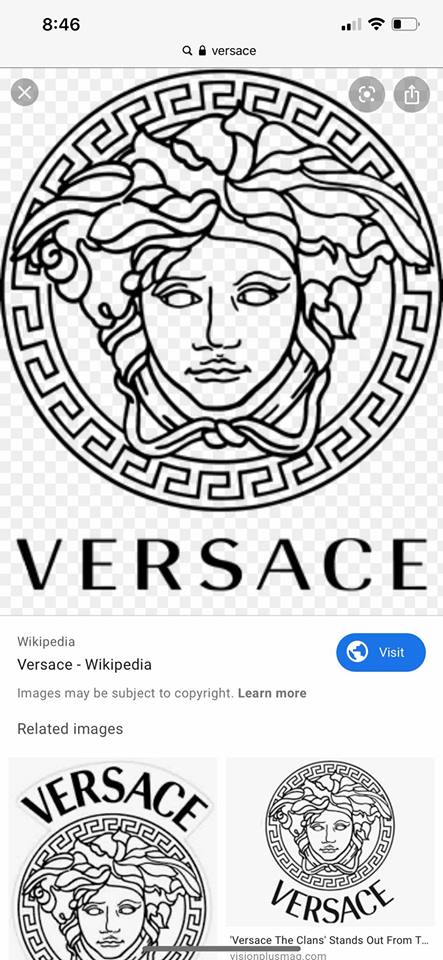 8:46
versace
VERSACE
Wikipedia
Versace - Wikipedia
Visit
Images may be subject to copyright. Learn more
Related images
VERSACE
VERSACE
'Versace The Clans' Stands Out From T...
visionplusmag.com